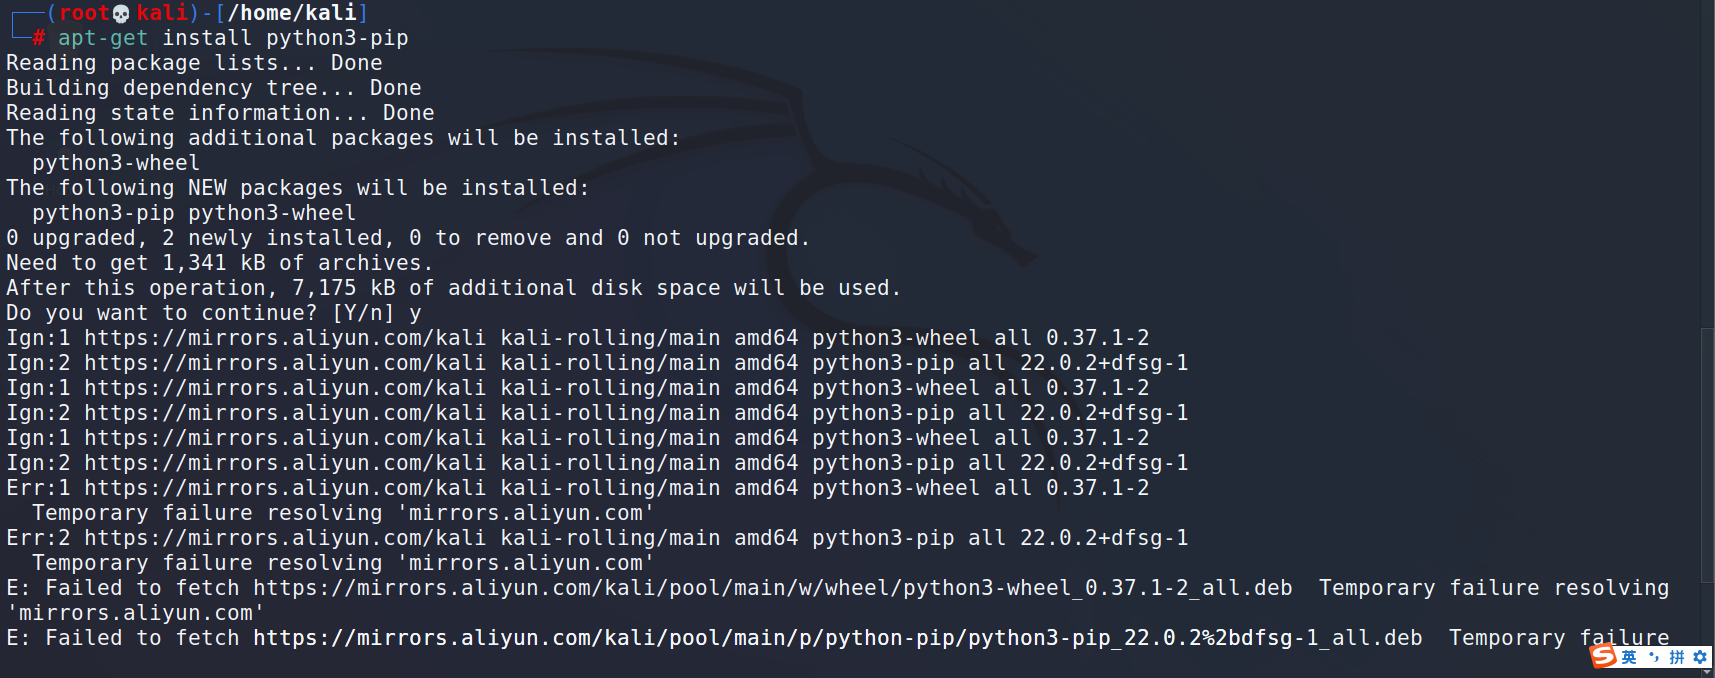 (root💀kali)-[/home/kali]
# apt-get install python3-pip
Reading package lists... Done
Building dependency tree... Done
Reading state information... Done
The following additional packages will be installed:
  python3-wheel
The following NEW packages will be installed:
  python3-pip python3-wheel
0 upgraded, 2 newly installed, 0 to remove and 0 not upgraded.
Need to get 1,341 kB of archives.
After this operation, 7,175 kB of additional disk space will be used.
Do you want to continue? [Y/n] y
Ign:1 https://mirrors.aliyun.com/kali kali-rolling/main amd64 python3-wheel all 0.37.1-2
Ign:2 https://mirrors.aliyun.com/kali kali-rolling/main amd64 python3-pip all 22.0.2+dfsg-1
Ign:1 https://mirrors.aliyun.com/kali kali-rolling/main amd64 python3-wheel all 0.37.1-2
Ign:2 https://mirrors.aliyun.com/kali kali-rolling/main amd64 python3-pip all 22.0.2+dfsg-1
Ign:1 https://mirrors.aliyun.com/kali kali-rolling/main amd64 python3-wheel all 0.37.1-2
Ign:2 https://mirrors.aliyun.com/kali kali-rolling/main amd64 python3-pip all 22.0.2+dfsg-1
Err:1 https://mirrors.aliyun.com/kali kali-rolling/main amd64 python3-wheel all 0.37.1-2
  Temporary failure resolving 'mirrors.aliyun.com'
Err:2 https://mirrors.aliyun.com/kali kali-rolling/main amd64 python3-pip all 22.0.2+dfsg-1
  Temporary failure resolving 'mirrors.aliyun.com'
E: Failed to fetch https://mirrors.aliyun.com/kali/pool/main/w/wheel/python3-wheel_0.37.1-2_all.deb  Temporary failure resolving
'mirrors.aliyun.com'
E: Failed to fetch https://mirrors.aliyun.com/kali/pool/main/p/python-pip/python3-pip_22.0.2%2bdfsg-1_all.deb  Temporary failure
S 英 拼